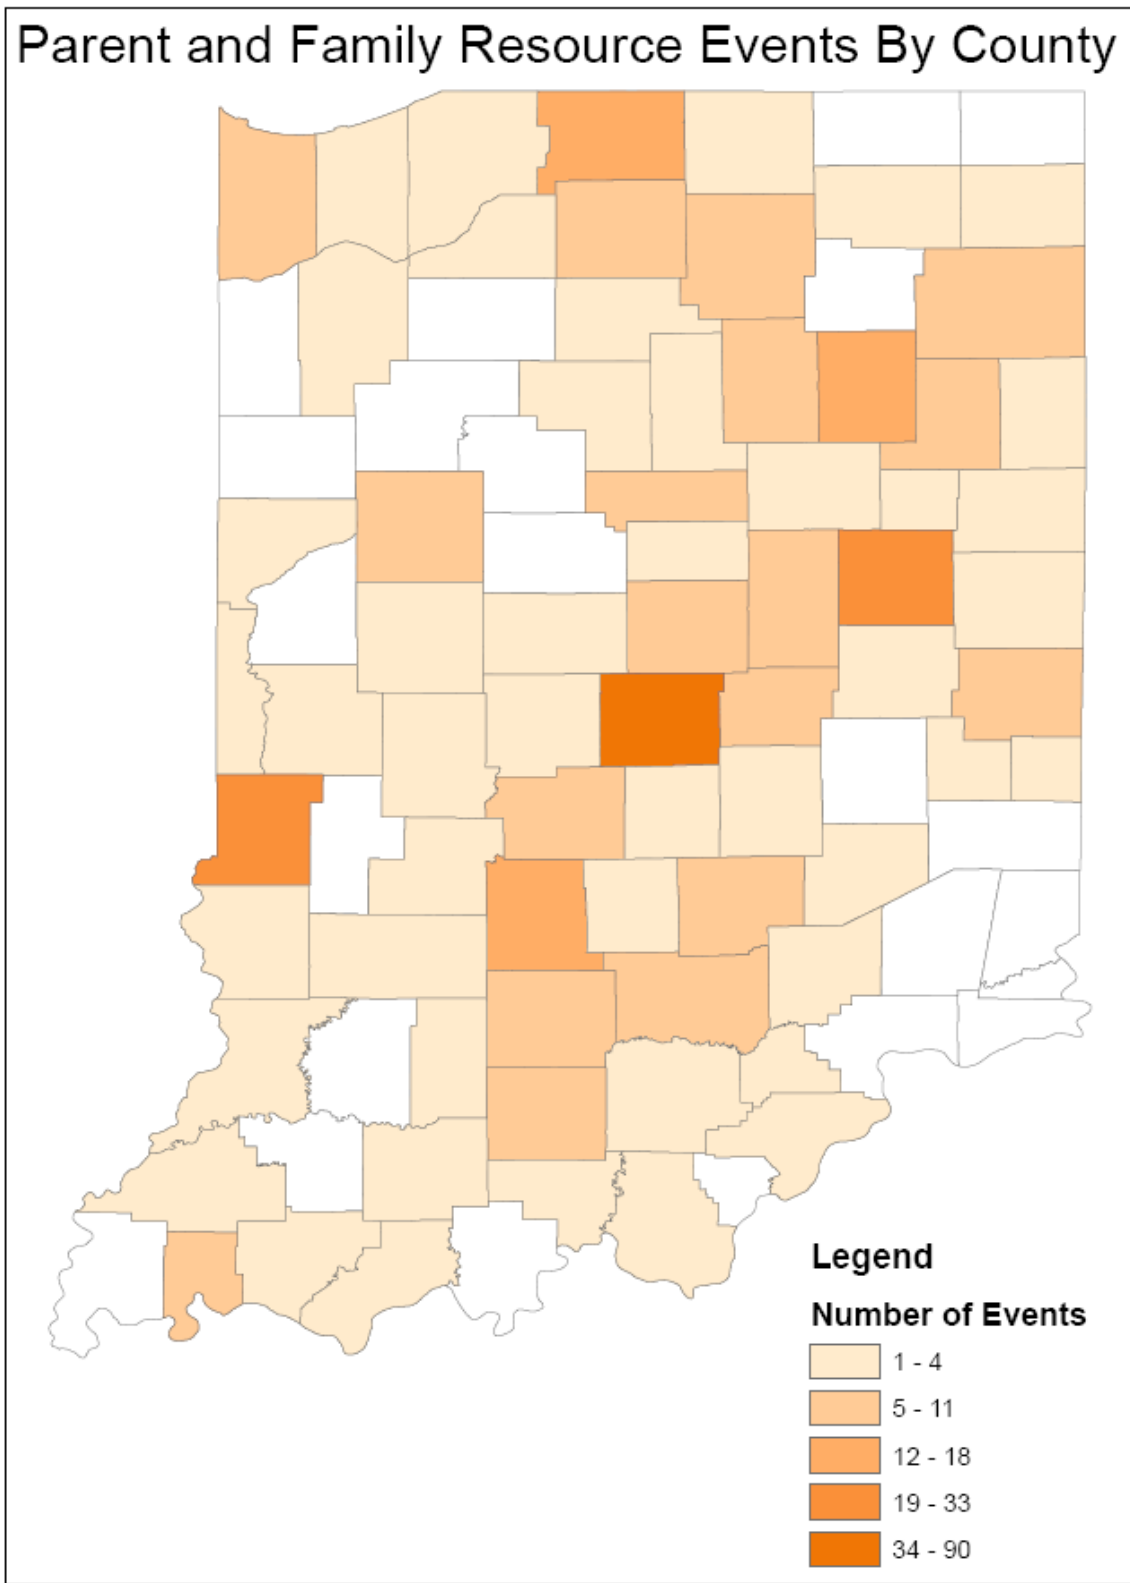 Parent and Family Resource Events By County
Legend
Number of Events
1 - 4
5 - 11
12 - 18
19 - 33
34 - 90